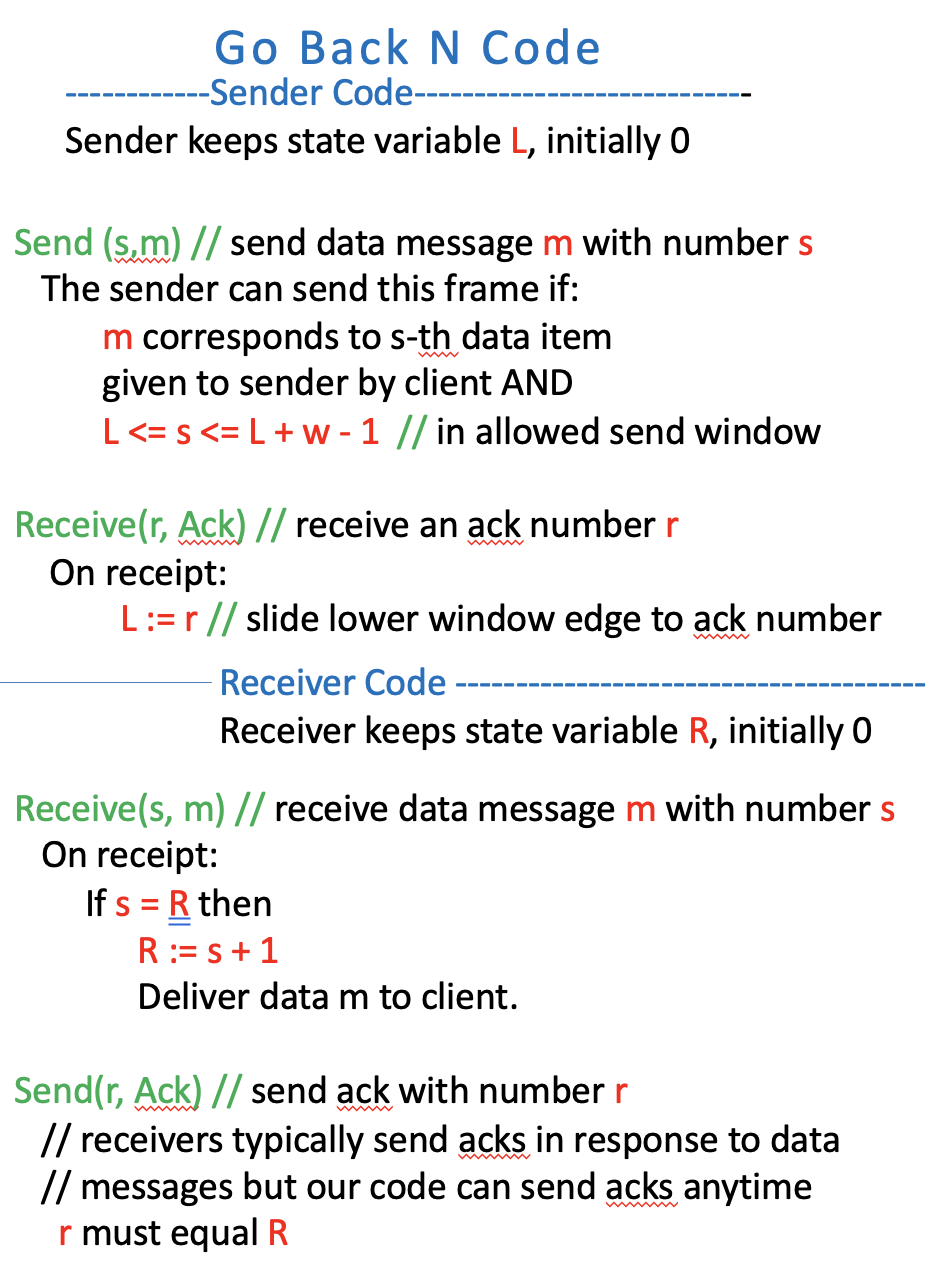 Go Back N Code
------------Sender Code----------------------------
Sender keeps state variable L, initially 0
Send (s,m) // send data message m with number s
The sender can send this frame if:
m corresponds to s-th data item
given to sender by client AND
L <= s <= L + w - 1 // in allowed send window
Receive(r, Ack) // receive an ack number r
On receipt:
L := r // slide lower window edge to ack number
Receiver Code ---------------------------------------
Receiver keeps state variable R, initially 0
Receive(s, m) // receive data message m with number s
On receipt:
If s = R then
R := s + 1
Deliver data m to client.
Send(r, Ack) // send ack with number r
// receivers typically send acks in response to data
// messages but our code can send acks anytime
r must equal R